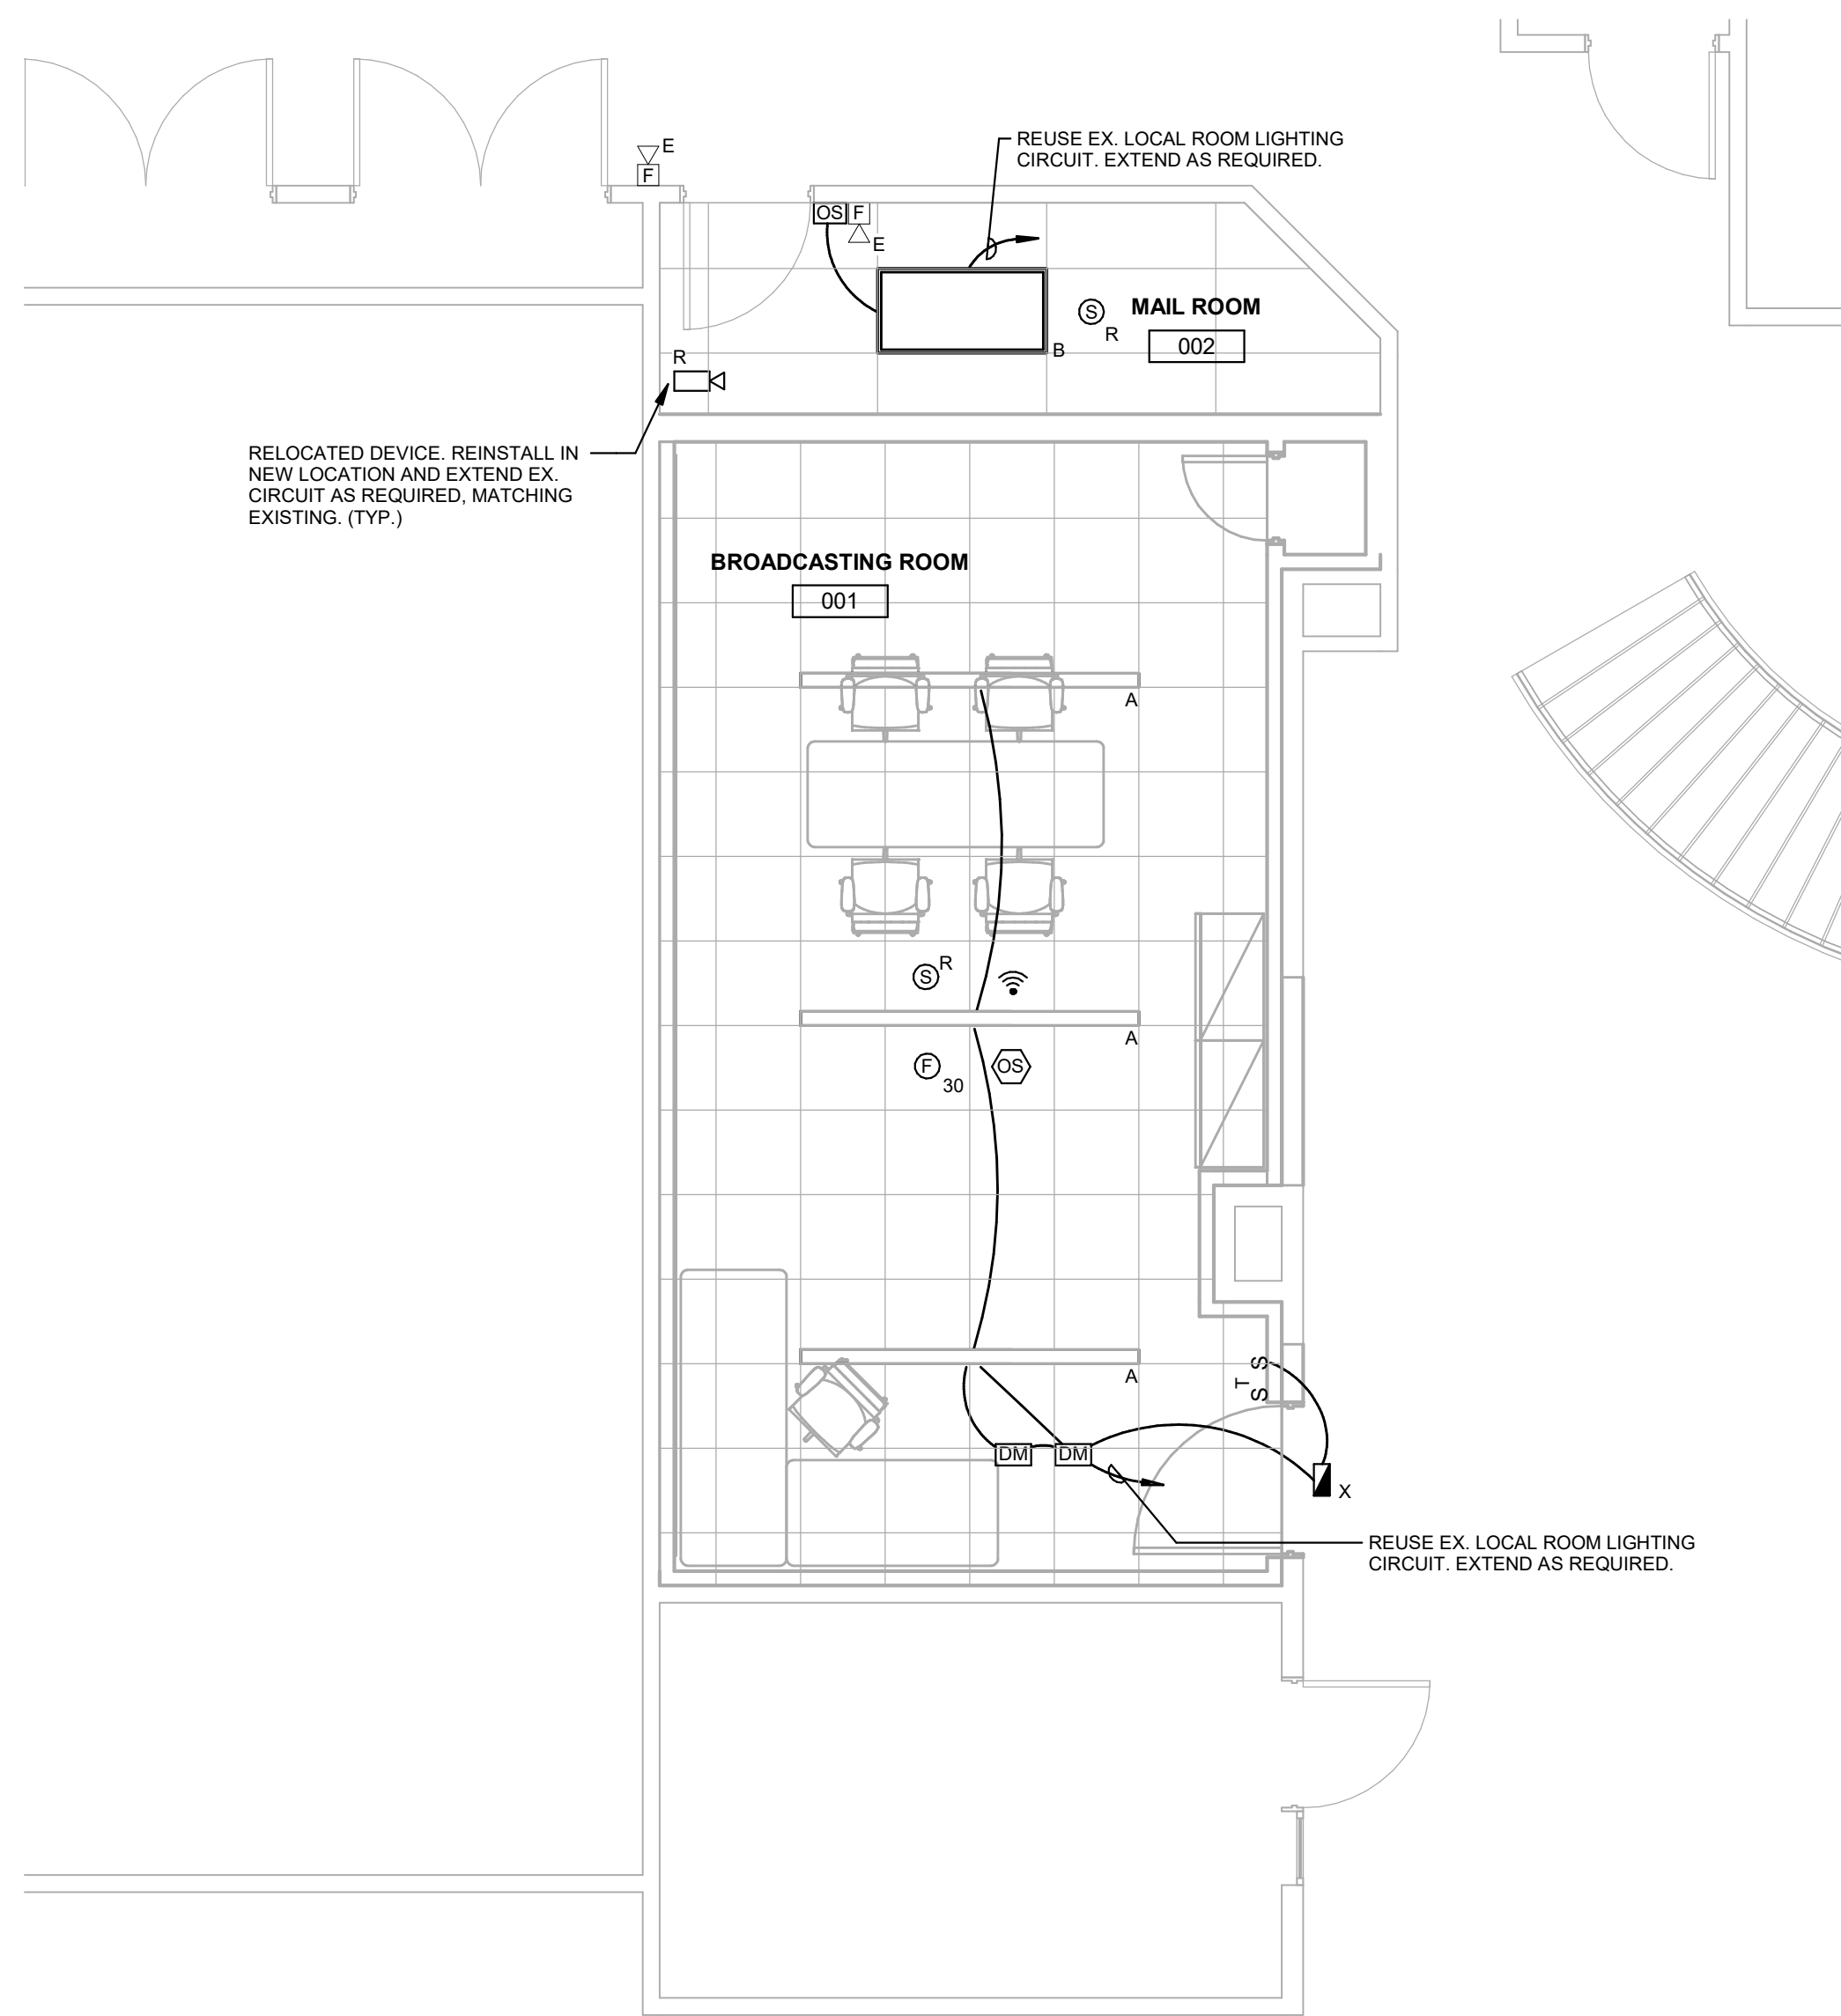 REUSE EX. LOCAL ROOM LIGHTING
CIRCUIT. EXTEND AS REQUIRED.
E
F
OS F
E
MAIL ROOM
S
R
002
B
R
RELOCATED DEVICE. REINSTALL IN
NEW LOCATION AND EXTEND EX.
CIRCUIT AS REQUIRED, MATCHING
EXISTING. (TYP.)
BROADCASTING ROOM
001
A
S R
A
F 30
OS
S
T
S
A
DM DM
X
REUSE EX. LOCAL ROOM LIGHTING
CIRCUIT. EXTEND AS REQUIRED.